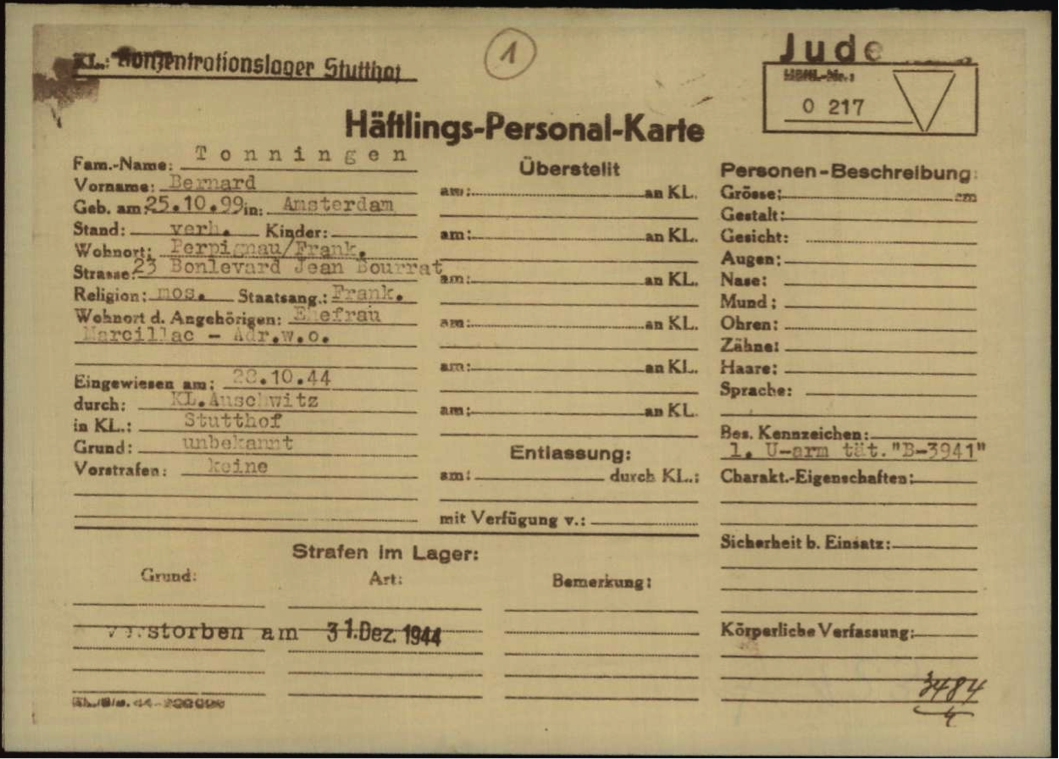 KL.: Konzentrationslager Stutthof
1
Jude
Häftl.-Nr.:
O 217
Häftlings-Personal-Karte
Fam.-Name: Tonningen
Vorname: Bernard
Geb. am: 25.10.99 in: Amsterdam
Stand: verh. Kinder:
Wohnort: Perpignau/Frank.
Strasse: 23 Bonlevard Jean Bourrat
Religion: mos. Staatsang.: Frank.
Wohnort d. Angehörigen: Ehefrau
Marcillac - Adr.w.o.
Eingewiesen am: 28.10.44
durch: KL.Auschwitz
in KL.: Stutthof
Grund: unbekannt
Vorstrafen: keine
Überstellt
am: an KL.
am: an KL.
am: an KL.
am: an KL.
am: an KL.
am: an KL.
Entlassung:
am: durch KL.:
mit Verfügung v.:
Personen-Beschreibung:
Grösse: cm
Gestalt:
Gesicht:
Augen:
Nase:
Mund:
Ohren:
Zähne:
Haare:
Sprache:
Bes. Kennzeichen:
l. U-arm tät."B-3941"
Charakt.-Eigenschaften:
Sicherheit b. Einsatz:
Körperliche Verfassung:
Strafen im Lager:
Grund: Art: Bemerkung:
verstorben am 31. Dez. 1944
3484
4